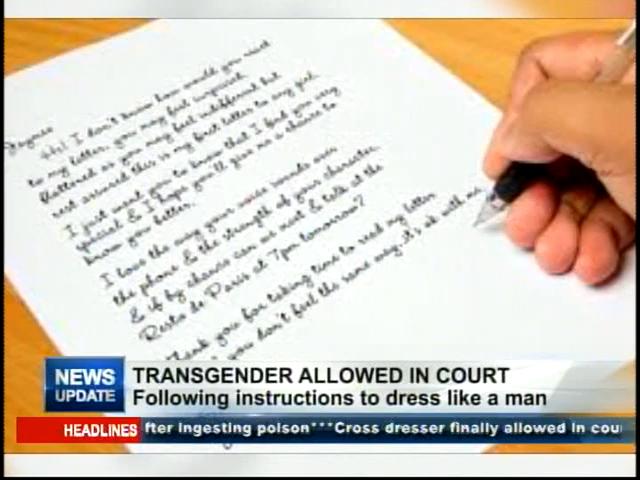 Hi! I don't know how would you react
to my letter, you may feel surprised
flattered or you may feel indifferent but
rest assured this is my first letter to any girl
I just want you to know that I find you very
special & I hope you'll give me a chance to
know you better.
I love the way your voice sounds over
the phone & the strength of your character
& if by chance can we meet & talk at the
Resto de Paris at 7pm tomorrow?
Thank you for taking time to read my letter
you don't feel the same way, it's ok with me
NEWS
UPDATE
TRANSGENDER ALLOWED IN COURT
Following instructions to dress like a man
HEADLINES
fter ingesting poison***Cross dresser finally allowed in cou